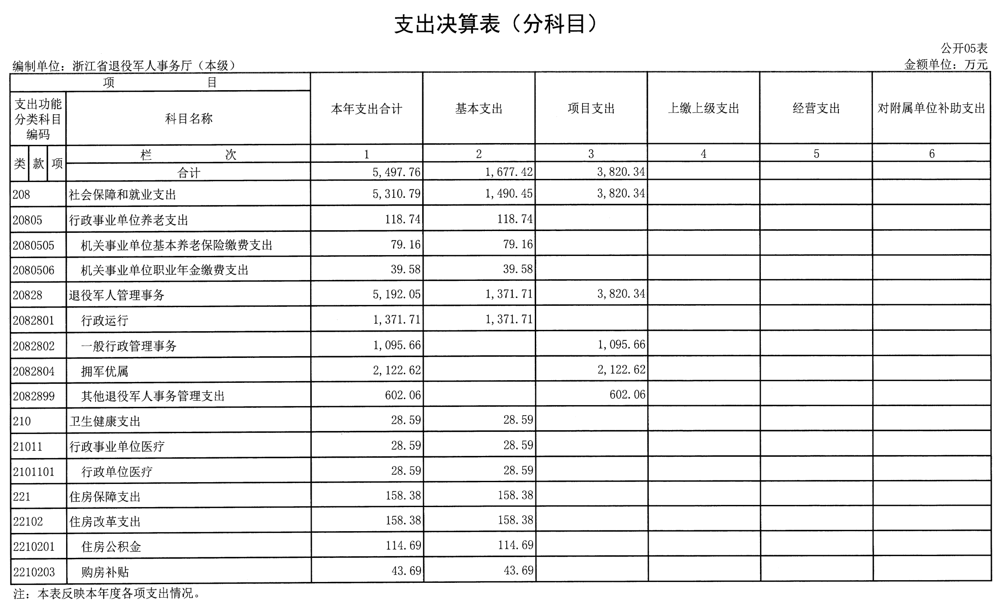 支出决算表（分科目）
公开05表
编制单位：浙江省退役军人事务厅（本级）
金额单位：万元
项 目
本年支出合计 基本支出 项目支出 上缴上级支出 经营支出 对附属单位补助支出
支出功能
分类科目
编码
科目名称
类 款 项
栏 次 1 2 3 4 5 6
合计 5,497.76 1,677.42 3,820.34
208 社会保障和就业支出 5,310.79 1,490.45 3,820.34
20805 行政事业单位养老支出 118.74 118.74
2080505 机关事业单位基本养老保险缴费支出 79.16 79.16
2080506 机关事业单位职业年金缴费支出 39.58 39.58
20828 退役军人管理事务 5,192.05 1,371.71 3,820.34
2082801 行政运行 1,371.71 1,371.71
2082802 一般行政管理事务 1,095.66 1,095.66
2082804 拥军优属 2,122.62 2,122.62
2082899 其他退役军人事务管理支出 602.06 602.06
210 卫生健康支出 28.59 28.59
21011 行政事业单位医疗 28.59 28.59
2101101 行政单位医疗 28.59 28.59
221 住房保障支出 158.38 158.38
22102 住房改革支出 158.38 158.38
2210201 住房公积金 114.69 114.69
2210203 购房补贴 43.69 43.69
注：本表反映本年度各项支出情况。